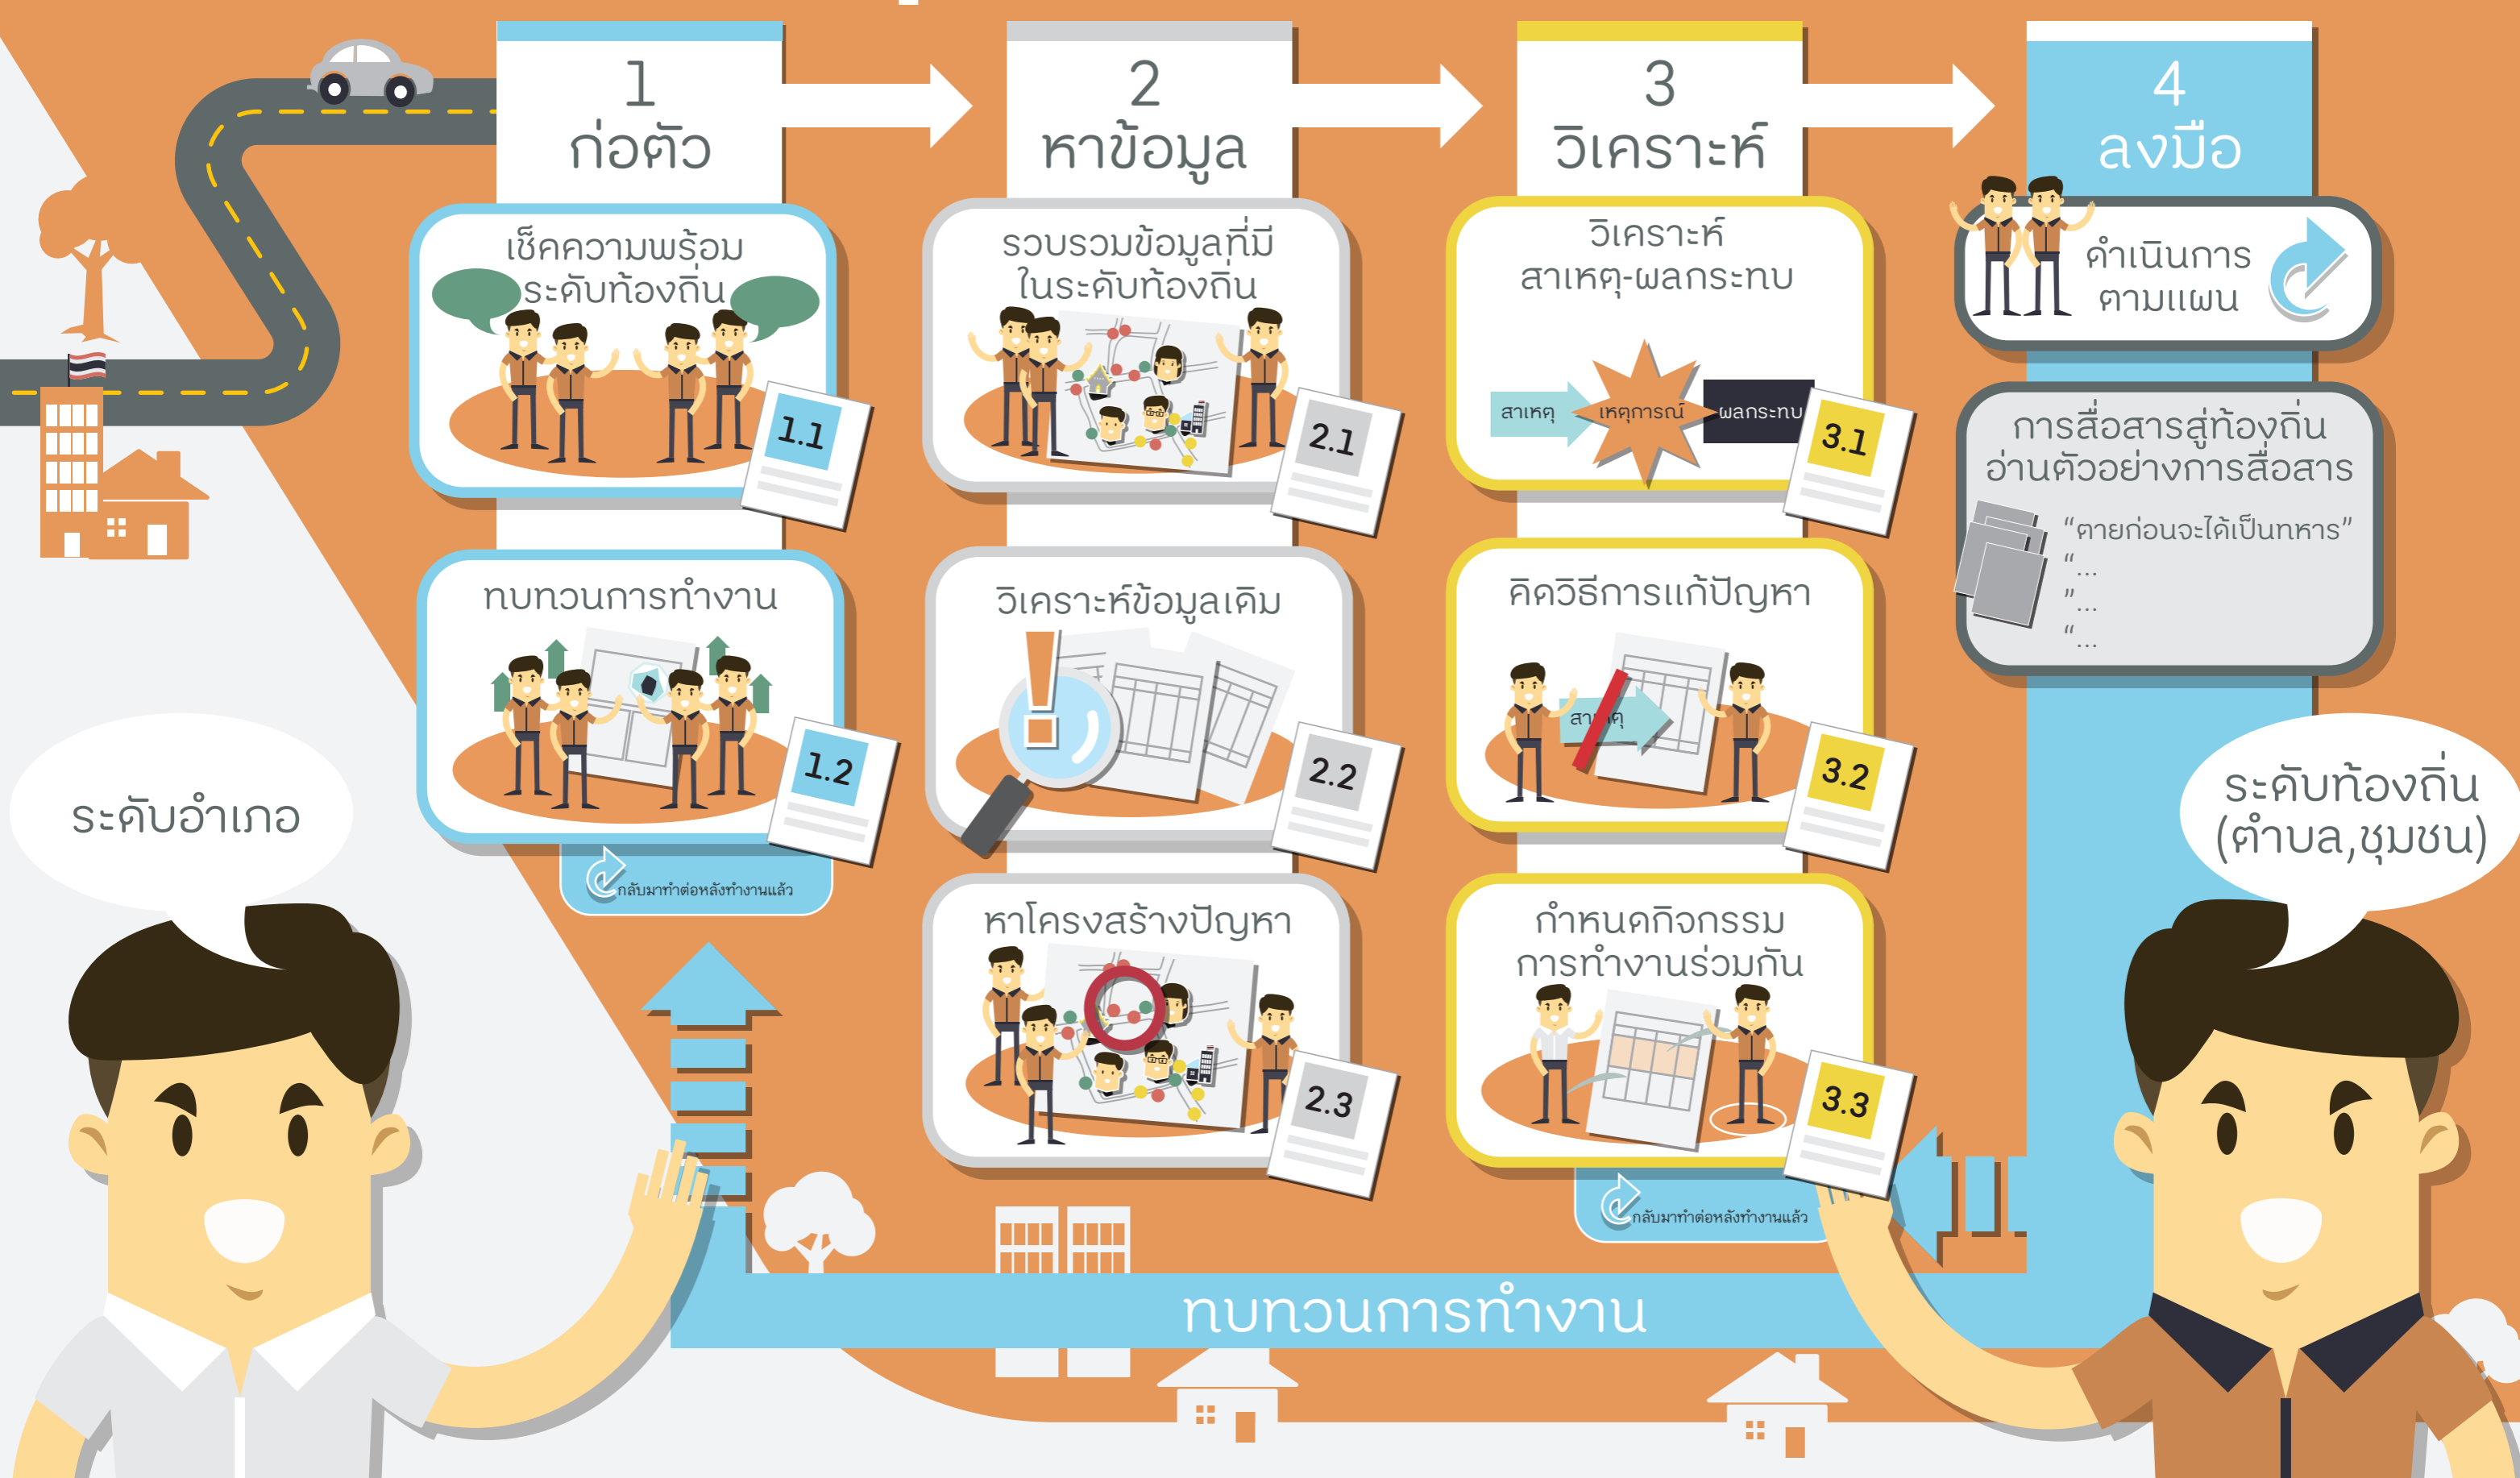 1
ก่อตัว
เช็คความพร้อม
ระดับท้องถิ่น
1.1
ทบทวนการทำงาน
1.2
กลับมาทำต่อหลังทำงานแล้ว
2
หาข้อมูล
รวบรวมข้อมูลที่มี
ในระดับท้องถิ่น
2.1
วิเคราะห์ข้อมูลเดิม
2.2
หาโครงสร้างปัญหา
2.3
3
วิเคราะห์
วิเคราะห์
สาเหตุ-ผลกระทบ
สาเหตุ
เหตุการณ์
ผลกระทบ
3.1
คิดวิธีการแก้ปัญหา
สาเหตุ
3.2
กำหนดกิจกรรม
การทำงานร่วมกัน
3.3
กลับมาทำต่อหลังทำงานแล้ว
4
ลงมือ
ดำเนินการ
ตามแผน
การสื่อสารสู่ท้องถิ่น
อ่านตัวอย่างการสื่อสาร
“ตายก่อนจะได้เป็นทหาร”
“...
”...
“...
ระดับอำเภอ
ระดับท้องถิ่น
(ตำบล,ชุมชน)
ทบทวนการทำงาน